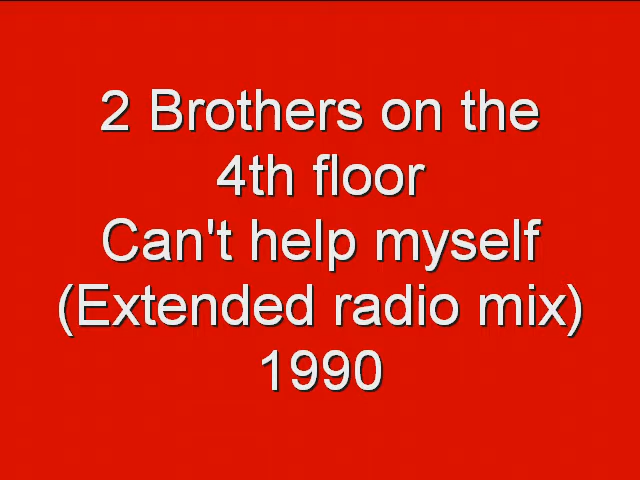 2 Brothers on the
4th floor
Can't help myself
(Extended radio mix)
1990